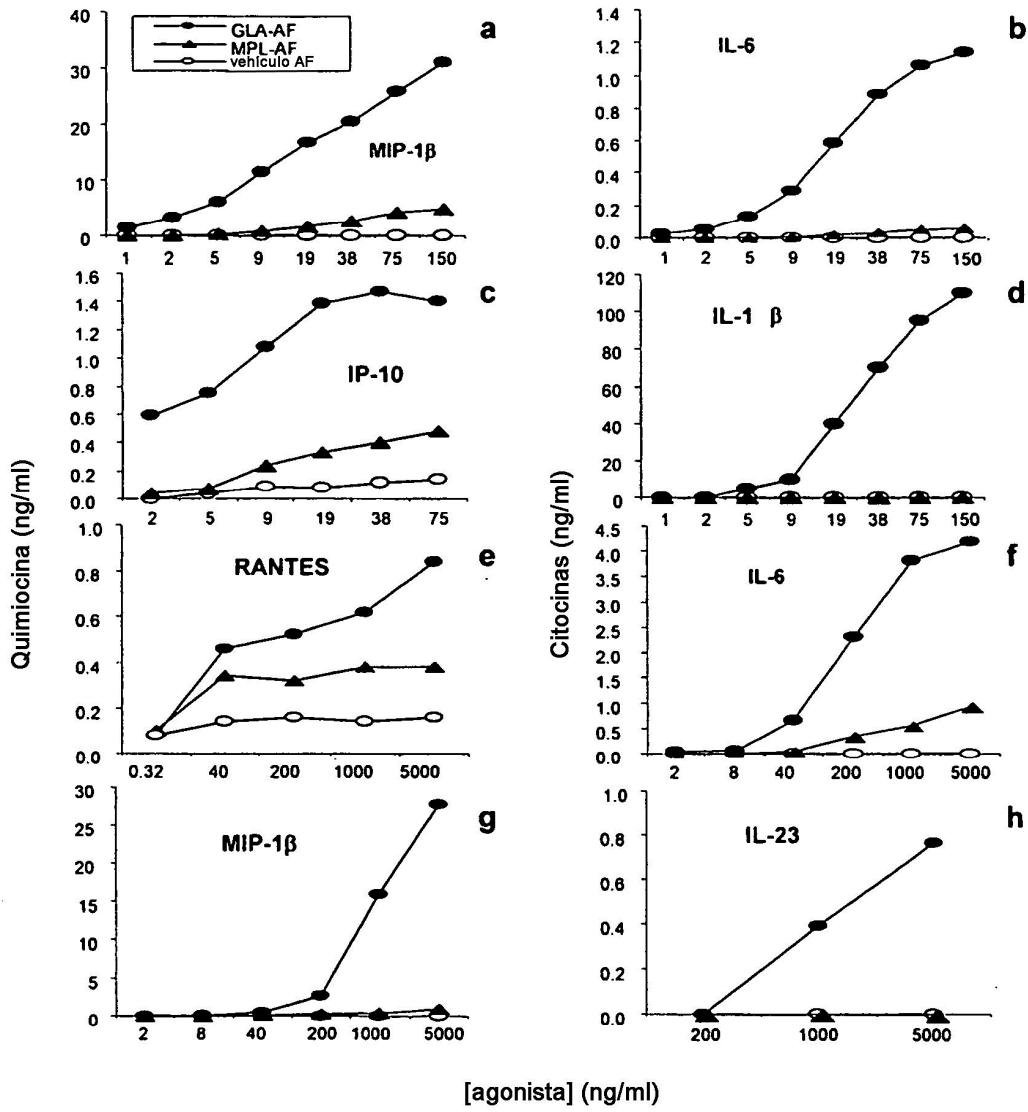 GLA-AF
MPL-AF
vehículo AF
a
MIP-1β
40
30
20
10
0
1 2 5 9 19 38 75 150
b
IL-6
1.4
1.2
1.0
0.8
0.6
0.4
0.2
0.0
1 2 5 9 19 38 75 150
c
IP-10
1.6
1.4
1.2
1.0
0.8
0.6
0.4
0.2
0.0
2 5 9 19 38 75
d
IL-1 β
120
100
80
60
40
20
0
1 2 5 9 19 38 75 150
e
RANTES
1.0
0.8
0.6
0.4
0.2
0.0
0.32 40 200 1000 5000
f
IL-6
4.5
4.0
3.5
3.0
2.5
2.0
1.5
1.0
0.5
0.0
2 8 40 200 1000 5000
g
MIP-1β
30
25
20
15
10
5
0
2 8 40 200 1000 5000
h
IL-23
1.0
0.8
0.6
0.4
0.2
0.0
200 1000 5000
Quimiocina (ng/ml)
Citocinas (ng/ml)
[agonista] (ng/ml)